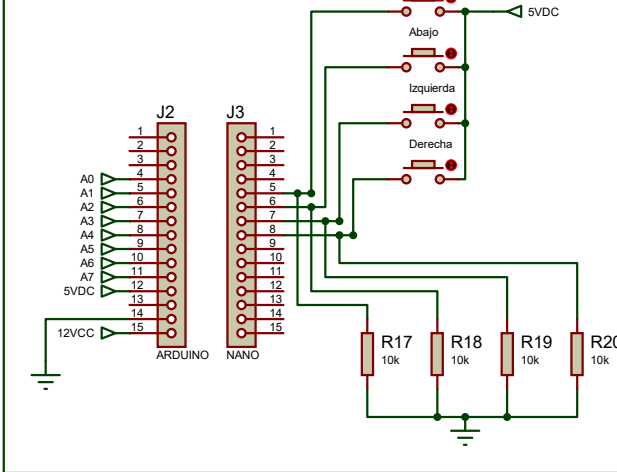 5VDC
Abajo
Izquierda
Derecha
J2
J3
1
2
3
4
5
6
7
8
9
10
11
12
13
14
15
A0
A1
A2
A3
A4
A5
A6
A7
5VDC
12VCC
1
2
3
4
5
6
7
8
9
10
11
12
13
14
15
ARDUINO
NANO
R17
10k
R18
10k
R19
10k
R20
10k